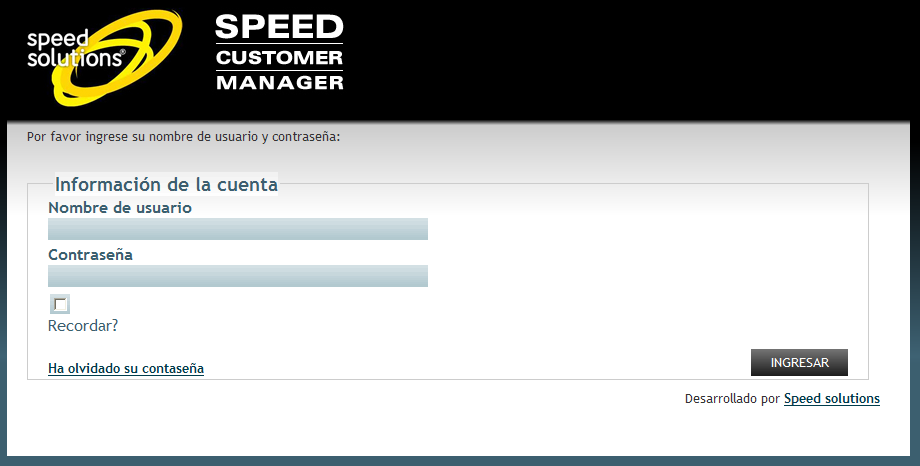 speed
solutions®
SPEED
CUSTOMER
MANAGER
Por favor ingrese su nombre de usuario y contraseña:
Información de la cuenta
Nombre de usuario
Contraseña
Recordar?
Ha olvidado su contaseña
INGRESAR
Desarrollado por Speed solutions